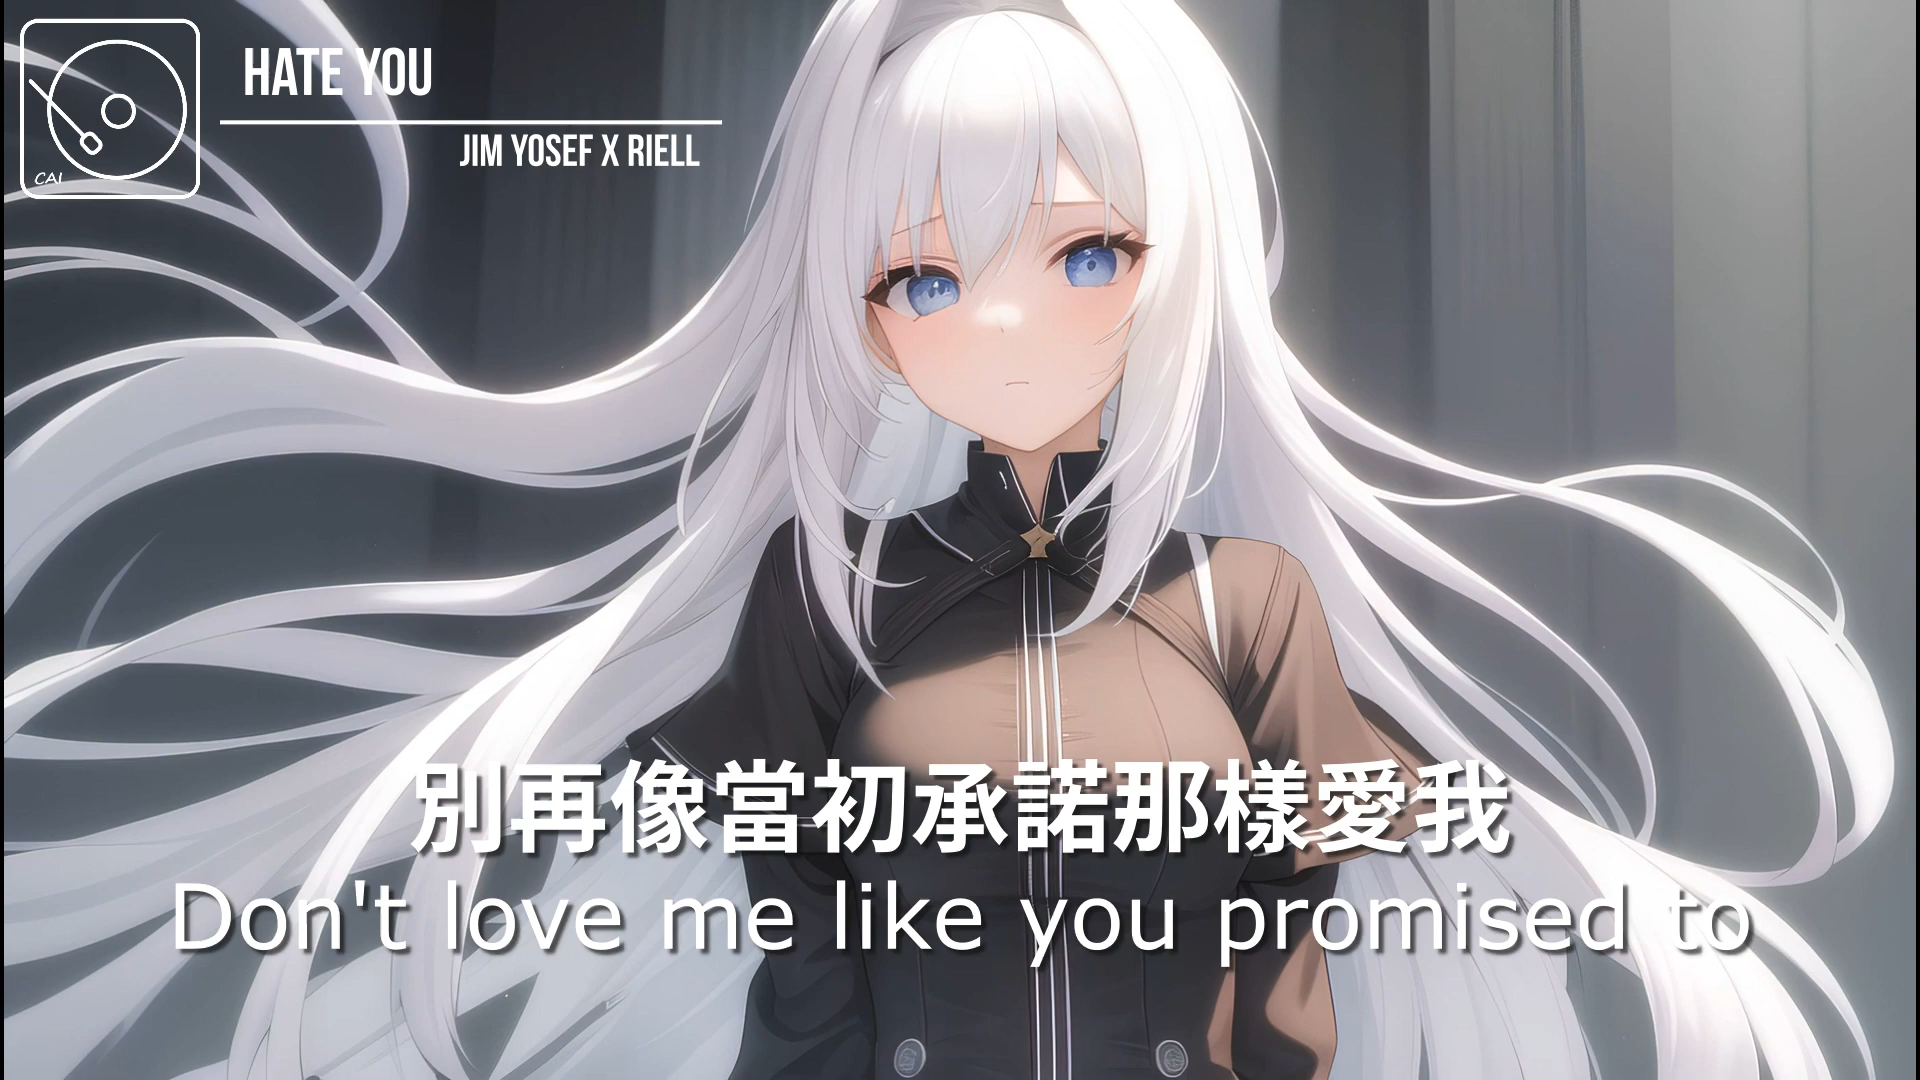 HATE YOU
JIM YOSEF X RIELL
CAI
別再像當初承諾那樣愛我
Don't love me like you promised to